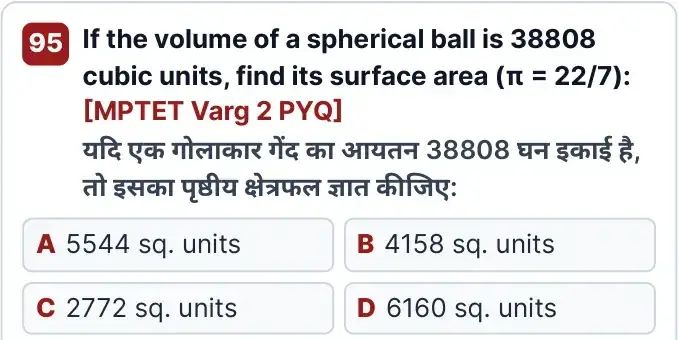 95 If the volume of a spherical ball is 38808
cubic units, find its surface area (π = 22/7):
[MPTET Varg 2 PYQ]
यदि एक गोलाकार गेंद का आयतन 38808 घन इकाई है,
तो इसका पृष्ठीय क्षेत्रफल ज्ञात कीजिए:
A 5544 sq. units
B 4158 sq. units
C 2772 sq. units
D 6160 sq. units